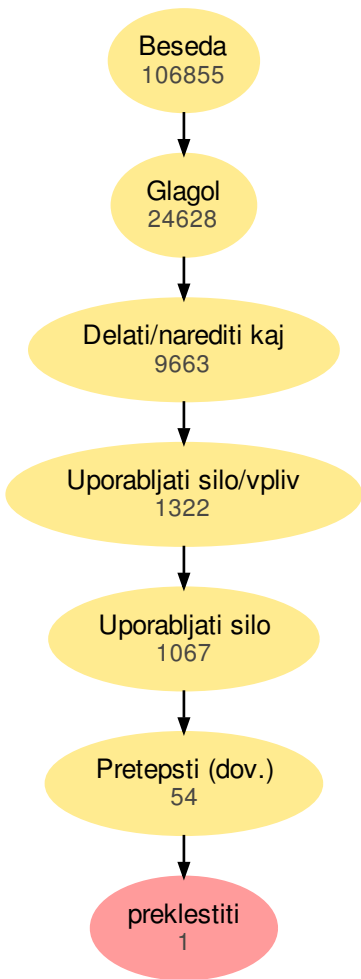 Beseda
106855
Glagol
24628
Delati/narediti kaj
9663
Uporabljati silo/vpliv
1322
Uporabljati silo
1067
Pretepsti (dov.)
54
preklestiti
1